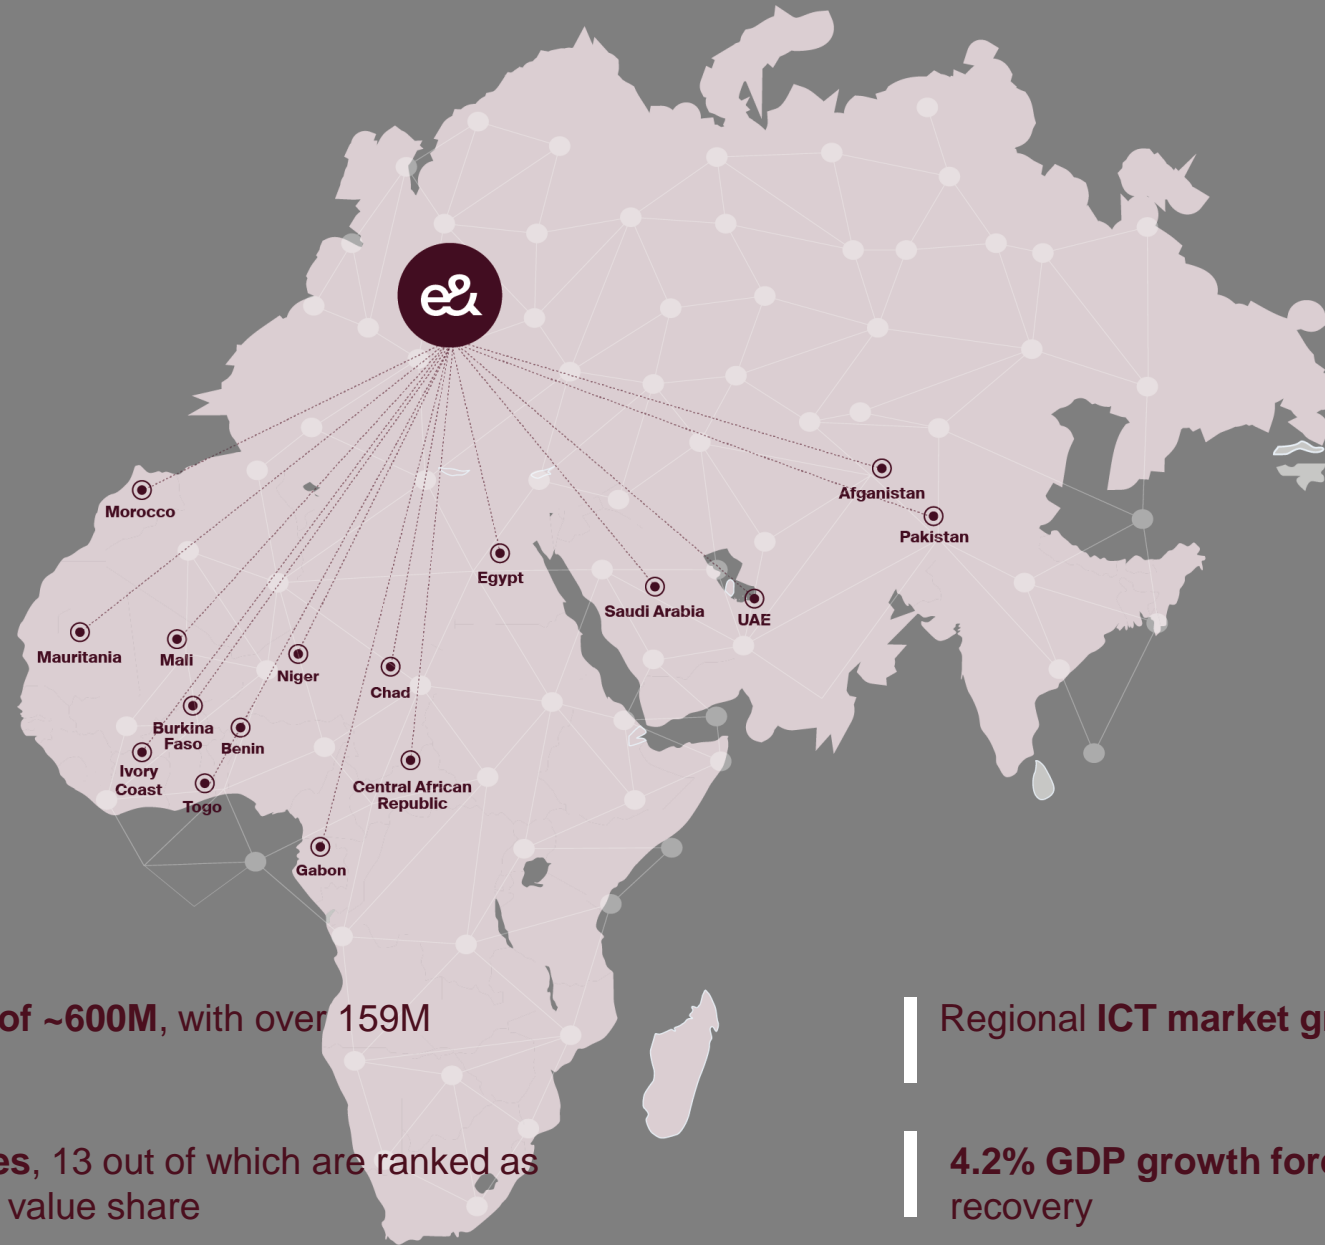 e&
Afganistan
Morocco
Pakistan
Egypt
Saudi Arabia
UAE
Mauritania
Mali
Niger
Chad
Burkina
Faso
Benin
Ivory
Coast
Togo
Central African
Republic
Gabon
of ~600M, with over 159M
Regional ICT market
es, 13 out of which are ranked as
value share
4.2% GDP growth
recovery